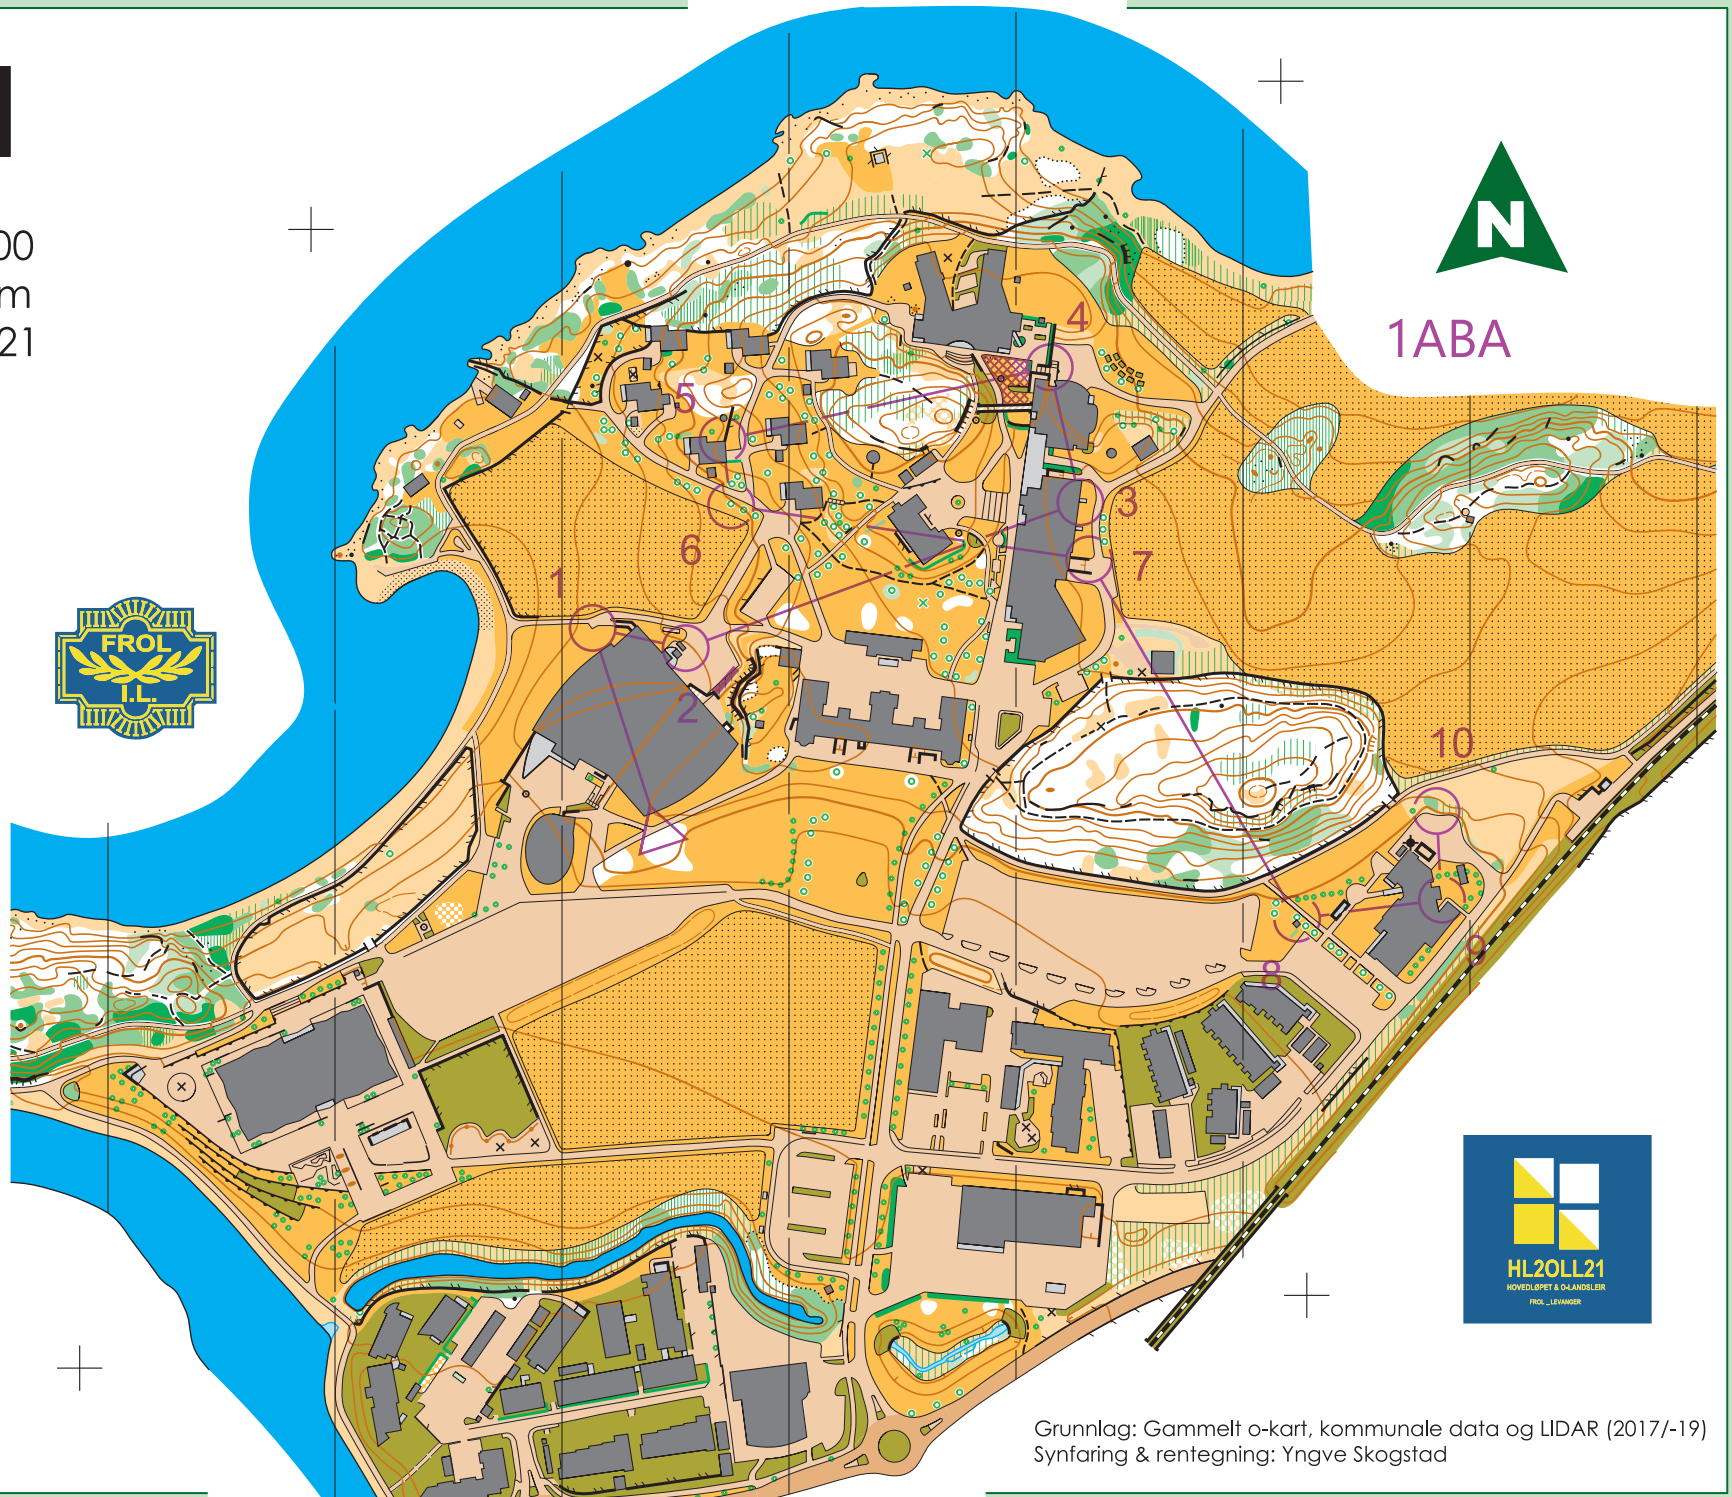 00
m
21
N
1ABA
4
5
3
6
7
1
2
10
9
8
FROL
I.L.
HL2OLL21
HOVEDLØPET & O-LANDSLEIR
FROL _ LEVANGER
Grunnlag: Gammelt o-kart, kommunale data og LIDAR (2017/-19)
Synfaring & rentegning: Yngve Skogstad